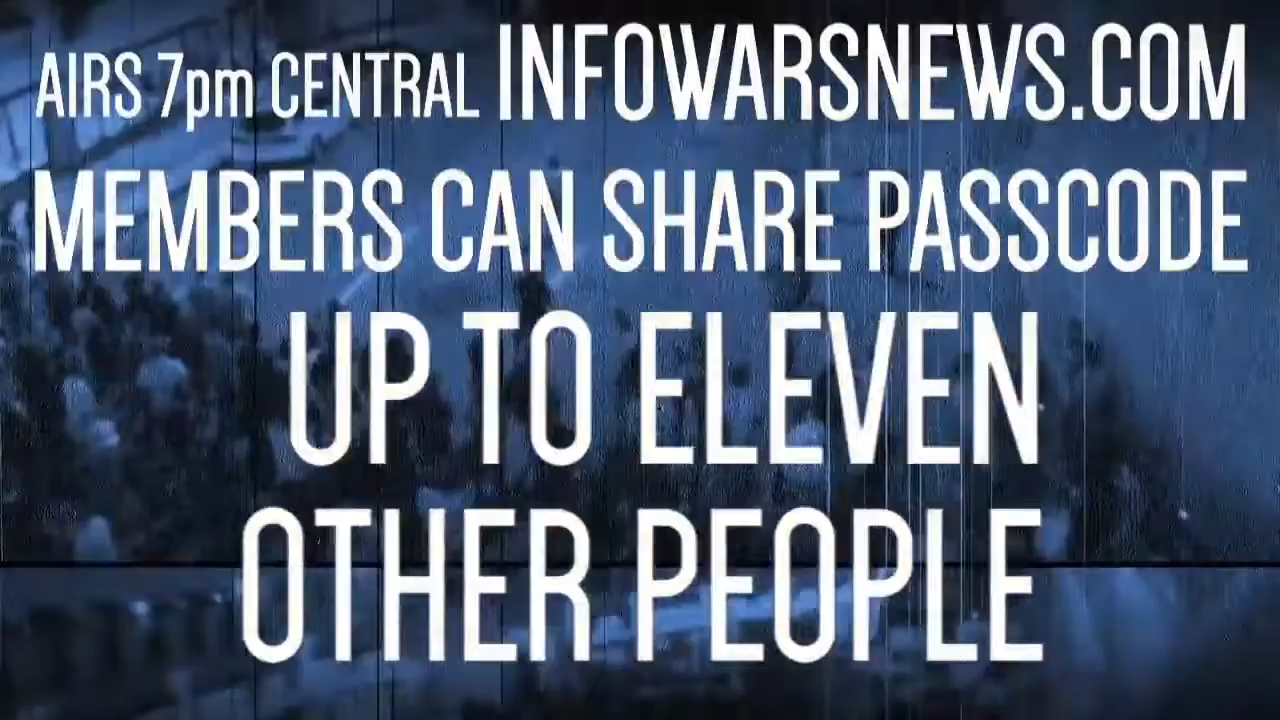 AIRS 7pm CENTRAL INFOWARSNEWS.COM
MEMBERS CAN SHARE PASSCODE
UP TO ELEVEN
OTHER PEOPLE